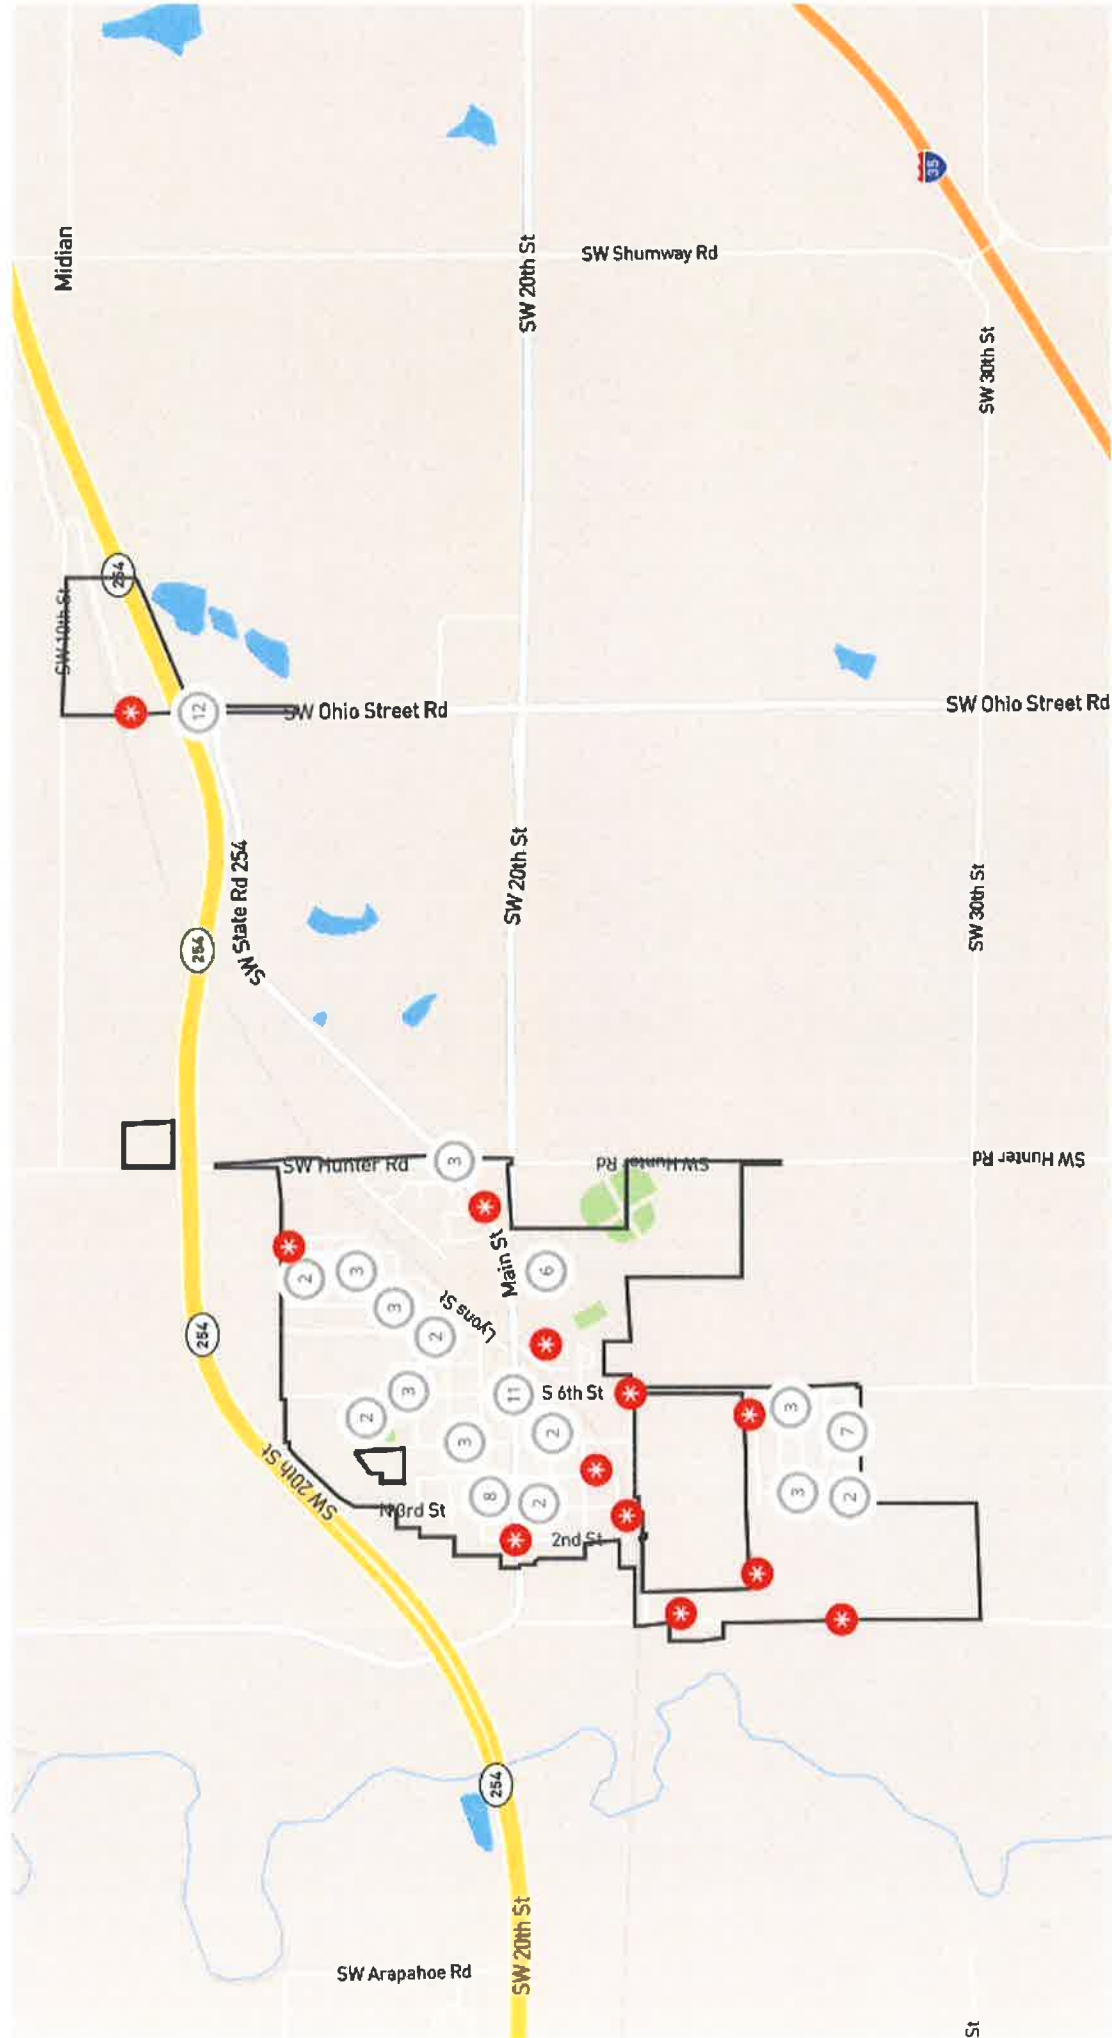 35
Midian
SW 20th St
SW Shumway Rd
SW 30th St
254
SW 10th St
12
SW Ohio Street Rd
SW Ohio Street Rd
SW 20th St
SW State Rd 254
SW 30th St
254
SW Hunter Rd
3
SW Hunter Rd
SW Hunter Rd
Main St
2
3
6
3
Lyons St
2
254
3
11
S 6th St
3
2
3
2
7
SW 20th St
N 3rd St
8
2
3
2
2nd St
254
SW 20th St
SW Arapahoe Rd
St